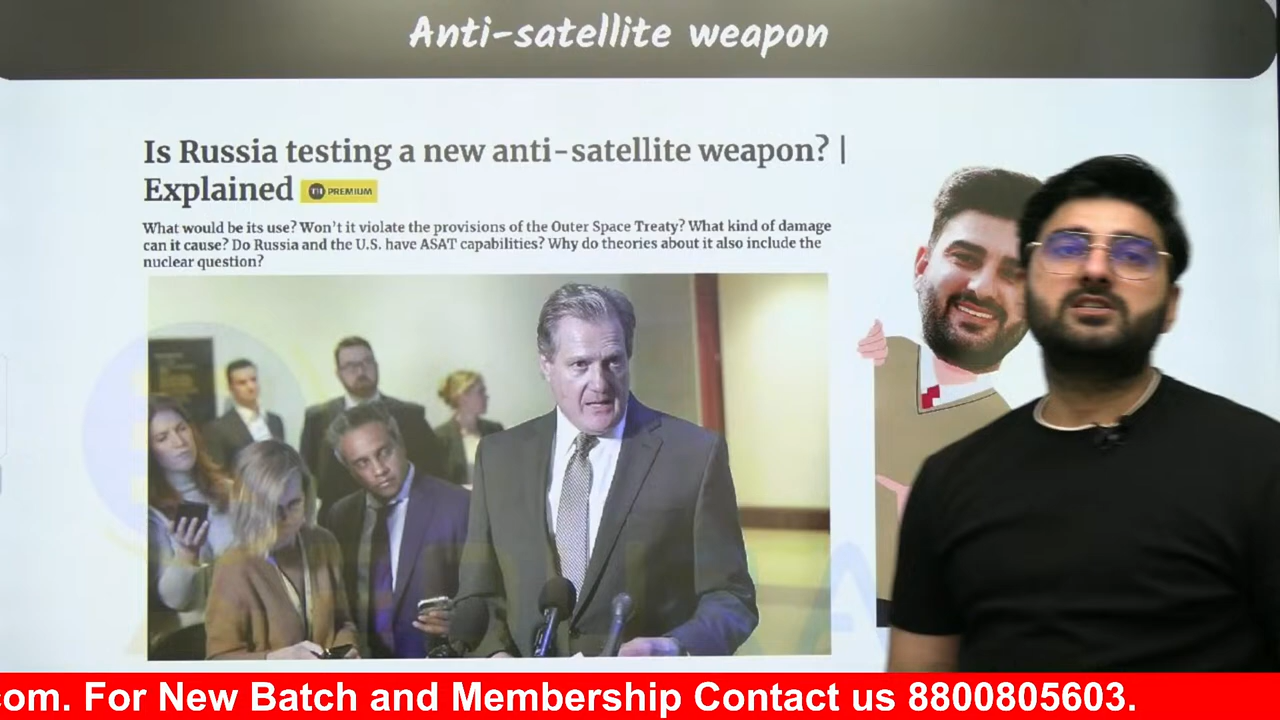 Anti-satellite weapon
Is Russia testing a new anti-satellite weapon? |
Explained TH PREMIUM
What would be its use? Won't it violate the provisions of the Outer Space Treaty? What kind of damage
can it cause? Do Russia and the U.S. have ASAT capabilities? Why do theories about it also include the
nuclear question?
com. For New Batch and Membership Contact us 8800805603.